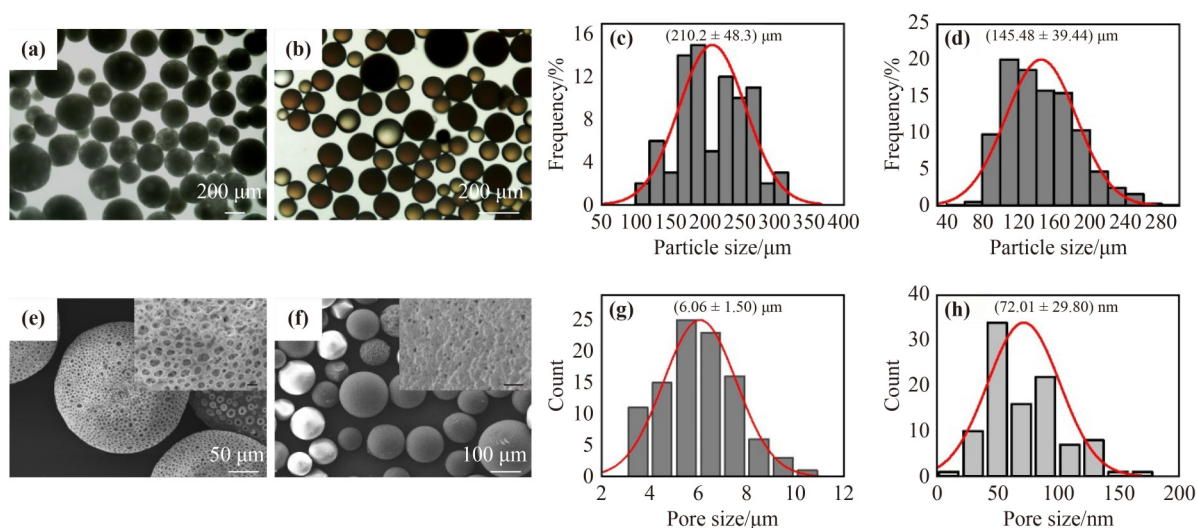 (a)
200 μm
(b)
200 μm
(c)
(210.2 ± 48.3) μm
Frequency/%
16
12
8
4
0
50 100 150 200 250 300 350 400
Particle size/μm
(d)
(145.48 ± 39.44) μm
Frequency/%
25
20
15
10
5
0
40 80 120 160 200 240 280
Particle size/μm
(e)
50 μm
(f)
100 μm
(g)
(6.06 ± 1.50) μm
Count
25
20
15
10
5
0
2 4 6 8 10 12
Pore size/μm
(h)
(72.01 ± 29.80) nm
Count
40
30
20
10
0
0 50 100 150 200
Pore size/nm